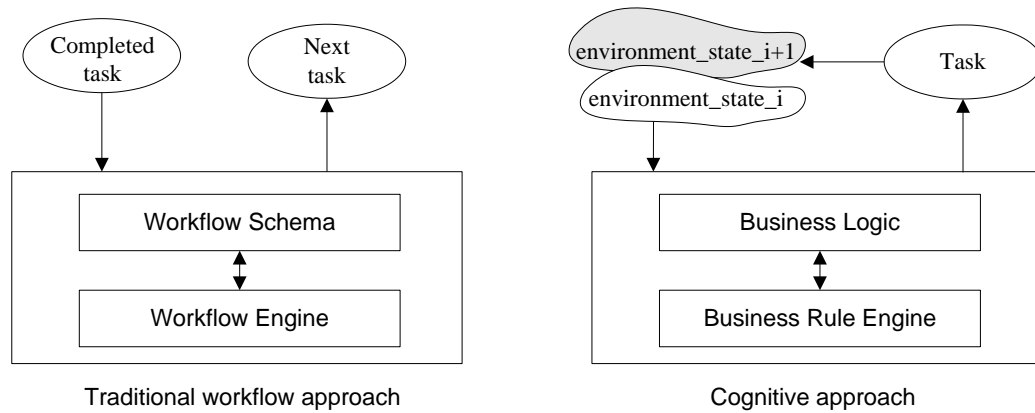 Completed
task
Next
task
Workflow Schema
Workflow Engine
Traditional workflow approach
environment_state_i+1
environment_state_i
Task
Business Logic
Business Rule Engine
Cognitive approach